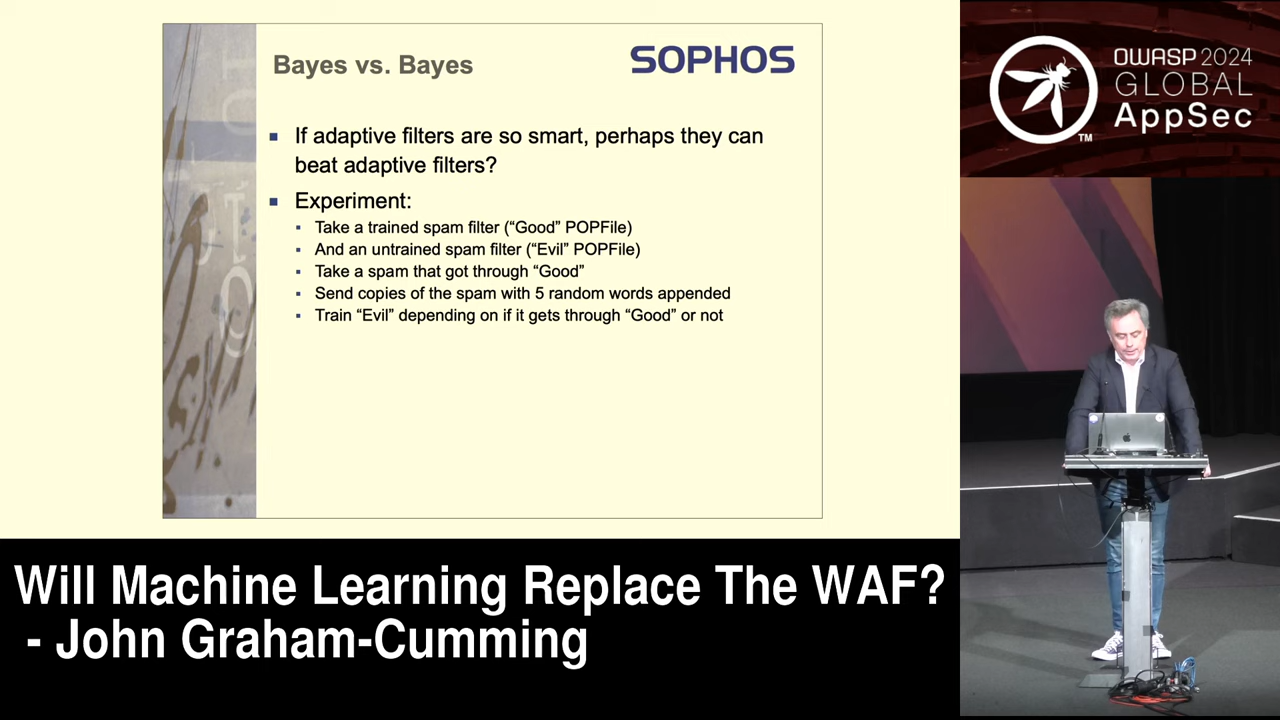 Bayes vs. Bayes
SOPHOS
If adaptive filters are so smart, perhaps they can
beat adaptive filters?
Experiment:
Take a trained spam filter (“Good” POPFile)
And an untrained spam filter (“Evil” POPFile)
Take a spam that got through “Good”
Send copies of the spam with 5 random words appended
Train “Evil” depending on if it gets through “Good” or not
OWASP 2024
GLOBAL
AppSec
TM
Will Machine Learning Replace The WAF?
- John Graham-Cumming